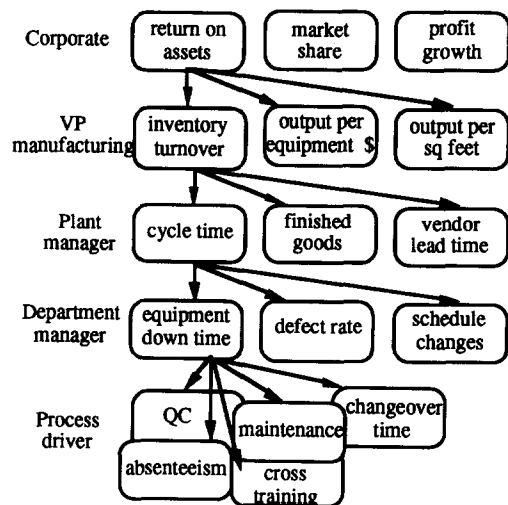 Corporate
return on
assets
market
share
profit
growth
VP
manufacturing
inventory
turnover
output per
equipment $
output per
sq feet
Plant
manager
cycle time
finished
goods
vendor
lead time
Department
manager
equipment
down time
defect rate
schedule
changes
Process
driver
QC
maintenance
changeover
time
absenteeism
cross
training